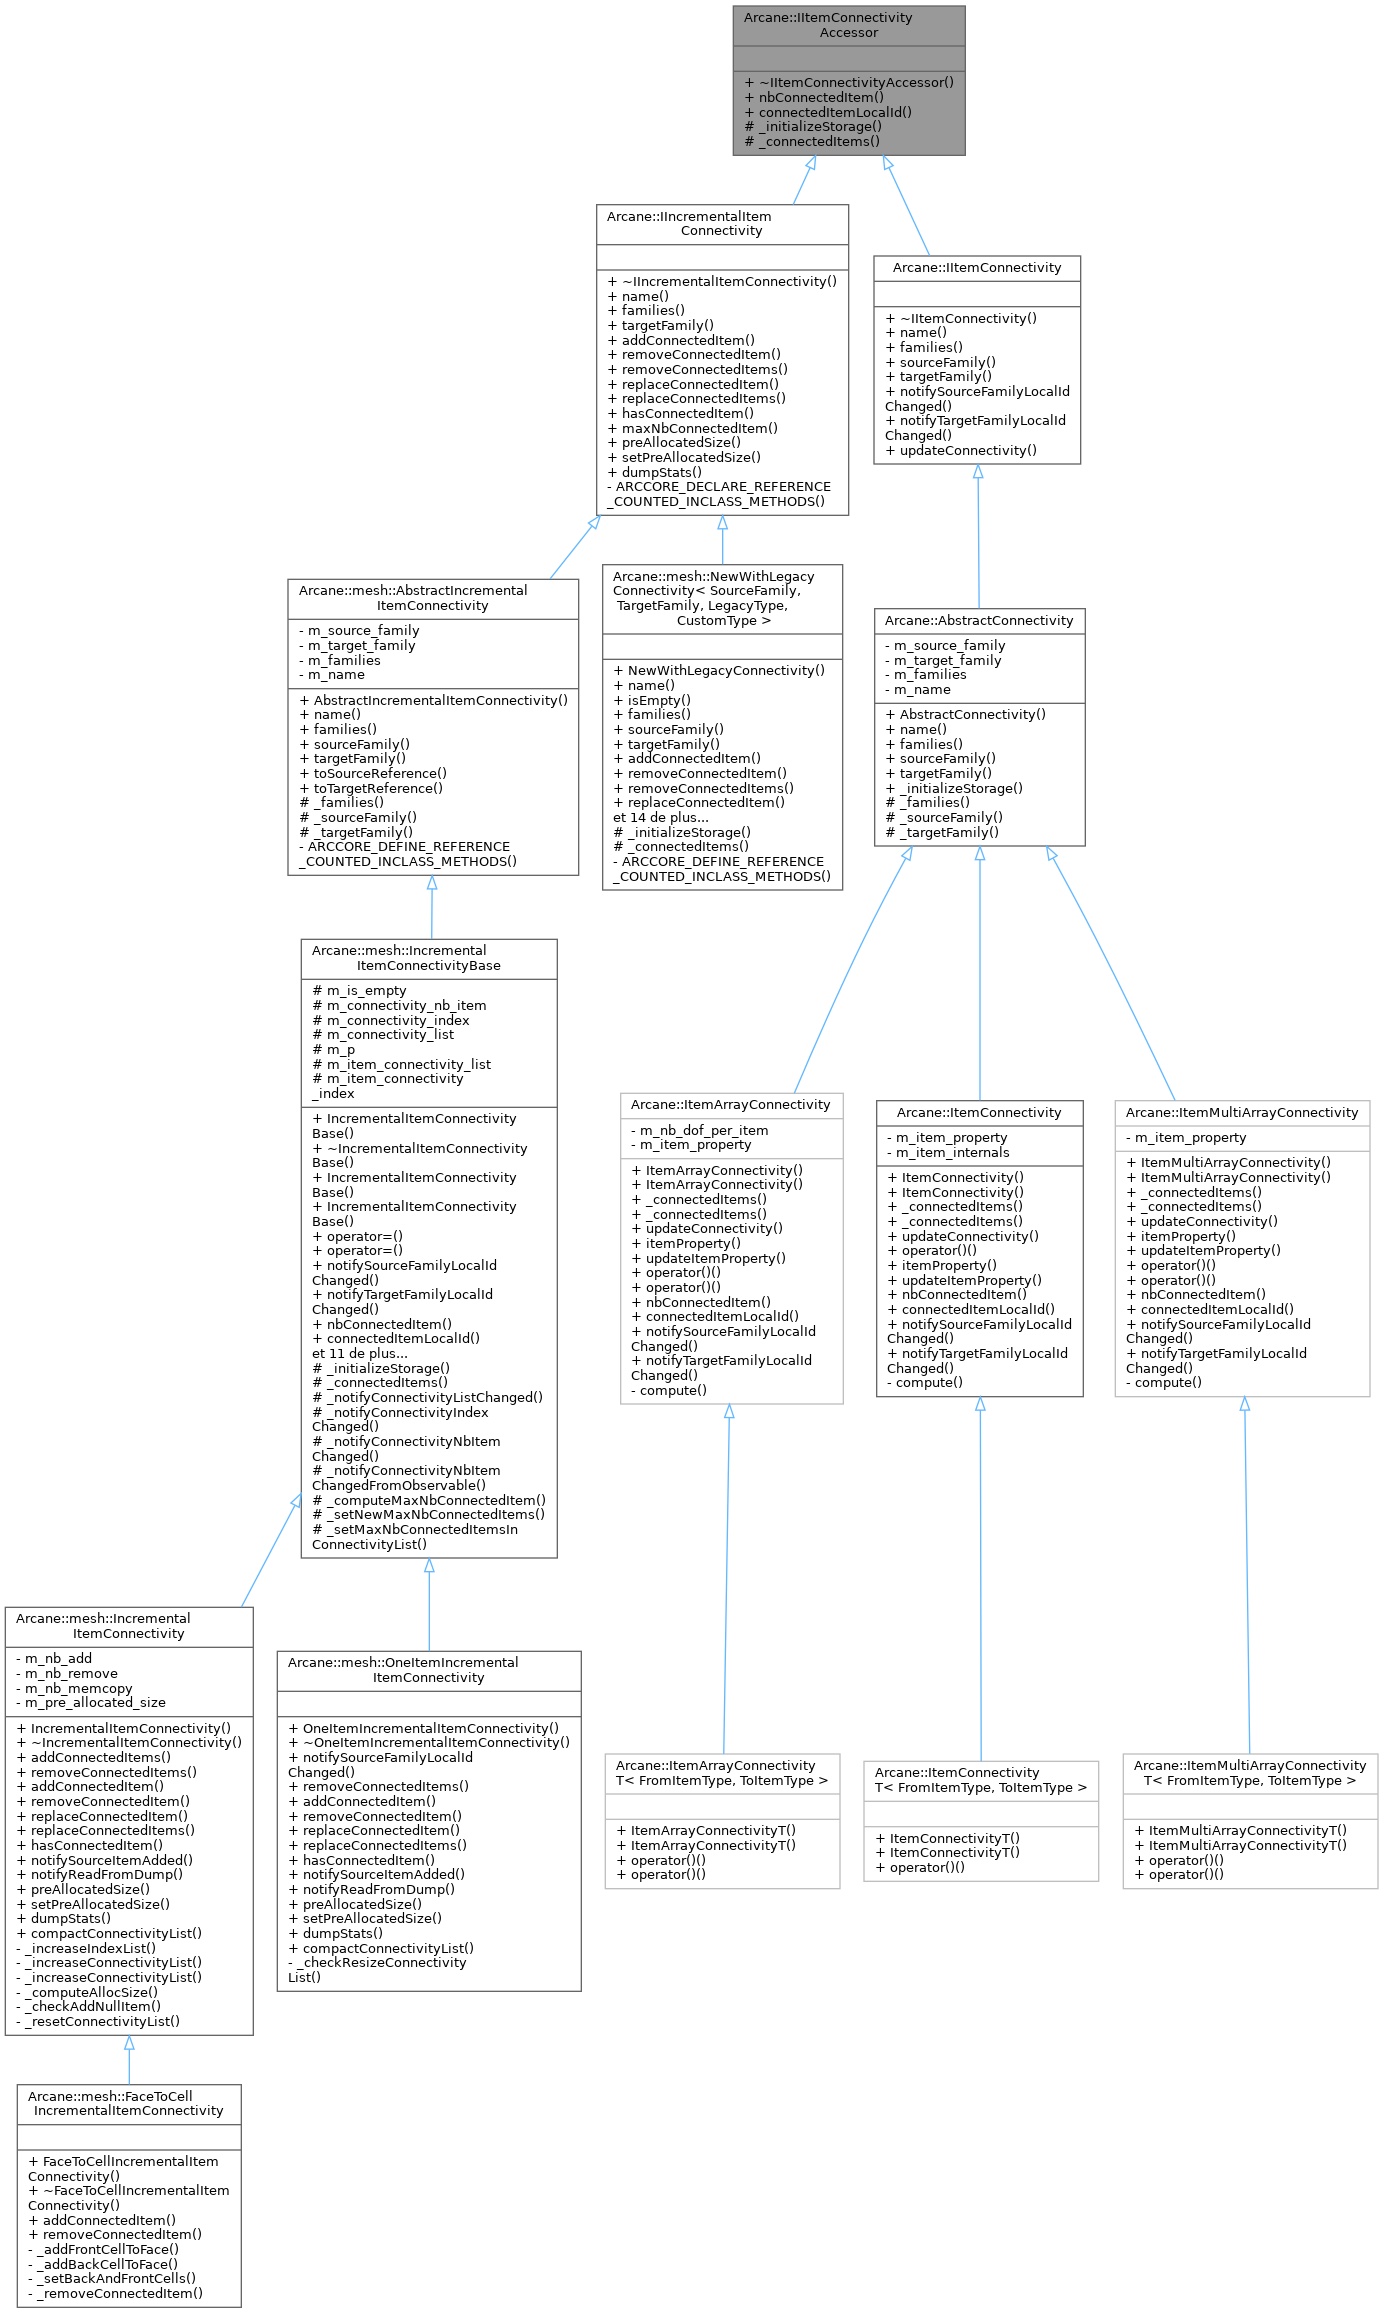 Arcane::IItemConnectivity
Accessor
+ ~IItemConnectivityAccessor()
+ nbConnectedItem()
+ connectedItemLocalId()
# _initializeStorage()
# _connectedItems()
Arcane::IIncrementalItem
Connectivity
+ ~IIncrementalItemConnectivity()
+ name()
+ families()
+ targetFamily()
+ addConnectedItem()
+ removeConnectedItem()
+ removeConnectedItems()
+ replaceConnectedItem()
+ replaceConnectedItems()
+ hasConnectedItem()
+ maxNbConnectedItem()
+ preAllocatedSize()
+ setPreAllocatedSize()
+ dumpStats()
- ARCCORE_DECLARE_REFERENCE
_COUNTED_INCLASS_METHODS()
Arcane::IItemConnectivity
+ ~IItemConnectivity()
+ name()
+ families()
+ sourceFamily()
+ targetFamily()
+ notifySourceFamilyLocalId
Changed()
+ notifyTargetFamilyLocalId
Changed()
+ updateConnectivity()
Arcane::mesh::AbstractIncremental
ItemConnectivity
- m_source_family
- m_target_family
- m_families
- m_name
+ AbstractIncrementalItemConnectivity()
+ name()
+ families()
+ sourceFamily()
+ targetFamily()
+ toSourceReference()
+ toTargetReference()
# _families()
# _sourceFamily()
# _targetFamily()
- ARCCORE_DEFINE_REFERENCE
_COUNTED_INCLASS_METHODS()
Arcane::mesh::NewWithLegacy
Connectivity< SourceFamily,
TargetFamily, LegacyType,
CustomType >
+ NewWithLegacyConnectivity()
+ name()
+ isEmpty()
+ families()
+ sourceFamily()
+ targetFamily()
+ addConnectedItem()
+ removeConnectedItem()
+ removeConnectedItems()
+ replaceConnectedItem()
et 14 de plus...
# _initializeStorage()
# _connectedItems()
- ARCCORE_DEFINE_REFERENCE
_COUNTED_INCLASS_METHODS()
Arcane::AbstractConnectivity
- m_source_family
- m_target_family
- m_families
- m_name
+ AbstractConnectivity()
+ name()
+ families()
+ sourceFamily()
+ targetFamily()
+ _initializeStorage()
# _families()
# _sourceFamily()
# _targetFamily()
Arcane::mesh::Incremental
ItemConnectivityBase
# m_is_empty
# m_connectivity_nb_item
# m_connectivity_index
# m_connectivity_list
# m_p
# m_item_connectivity_list
# m_item_connectivity
_index
+ IncrementalItemConnectivity
Base()
+ ~IncrementalItemConnectivity
Base()
+ IncrementalItemConnectivity
Base()
+ IncrementalItemConnectivity
Base()
+ operator=()
+ operator=()
+ notifySourceFamilyLocalId
Changed()
+ notifyTargetFamilyLocalId
Changed()
+ nbConnectedItem()
+ connectedItemLocalId()
et 11 de plus...
# _initializeStorage()
# _connectedItems()
# _notifyConnectivityListChanged()
# _notifyConnectivityIndex
Changed()
# _notifyConnectivityNbItem
Changed()
# _notifyConnectivityNbItem
ChangedFromObservable()
# _computeMaxNbConnectedItem()
# _setNewMaxNbConnectedItems()
# _setMaxNbConnectedItemsIn
ConnectivityList()
Arcane::ItemArrayConnectivity
- m_nb_dof_per_item
- m_item_property
+ ItemArrayConnectivity()
+ ItemArrayConnectivity()
+ _connectedItems()
+ _connectedItems()
+ updateConnectivity()
+ itemProperty()
+ updateItemProperty()
+ operator()()
+ operator()()
+ nbConnectedItem()
+ connectedItemLocalId()
+ notifySourceFamilyLocalId
Changed()
+ notifyTargetFamilyLocalId
Changed()
- compute()
Arcane::ItemConnectivity
- m_item_property
- m_item_internals
+ ItemConnectivity()
+ ItemConnectivity()
+ _connectedItems()
+ _connectedItems()
+ updateConnectivity()
+ operator()()
+ itemProperty()
+ updateItemProperty()
+ nbConnectedItem()
+ connectedItemLocalId()
+ notifySourceFamilyLocalId
Changed()
+ notifyTargetFamilyLocalId
Changed()
- compute()
Arcane::ItemMultiArrayConnectivity
- m_item_property
+ ItemMultiArrayConnectivity()
+ ItemMultiArrayConnectivity()
+ _connectedItems()
+ _connectedItems()
+ updateConnectivity()
+ itemProperty()
+ updateItemProperty()
+ operator()()
+ operator()()
+ nbConnectedItem()
+ connectedItemLocalId()
+ notifySourceFamilyLocalId
Changed()
+ notifyTargetFamilyLocalId
Changed()
- compute()
Arcane::mesh::Incremental
ItemConnectivity
- m_nb_add
- m_nb_remove
- m_nb_memcopy
- m_pre_allocated_size
+ IncrementalItemConnectivity()
+ ~IncrementalItemConnectivity()
+ addConnectedItems()
+ removeConnectedItems()
+ addConnectedItem()
+ removeConnectedItem()
+ replaceConnectedItem()
+ replaceConnectedItems()
+ hasConnectedItem()
+ notifySourceItemAdded()
+ notifyReadFromDump()
+ preAllocatedSize()
+ setPreAllocatedSize()
+ dumpStats()
+ compactConnectivityList()
- _increaseIndexList()
- _increaseConnectivityList()
- _increaseConnectivityList()
- _computeAllocSize()
- _checkAddNullItem()
- _resetConnectivityList()
Arcane::mesh::OneItemIncremental
ItemConnectivity
+ OneItemIncrementalItemConnectivity()
+ ~OneItemIncrementalItemConnectivity()
+ notifySourceFamilyLocalId
Changed()
+ removeConnectedItems()
+ addConnectedItem()
+ removeConnectedItem()
+ replaceConnectedItem()
+ replaceConnectedItems()
+ hasConnectedItem()
+ notifySourceItemAdded()
+ notifyReadFromDump()
+ preAllocatedSize()
+ setPreAllocatedSize()
+ dumpStats()
+ compactConnectivityList()
- _checkResizeConnectivity
List()
Arcane::ItemArrayConnectivity
T< FromItemType, ToItemType >
+ ItemArrayConnectivityT()
+ ItemArrayConnectivityT()
+ operator()()
+ operator()()
Arcane::ItemConnectivity
T< FromItemType, ToItemType >
+ ItemConnectivityT()
+ ItemConnectivityT()
+ operator()()
Arcane::ItemMultiArrayConnectivity
T< FromItemType, ToItemType >
+ ItemMultiArrayConnectivityT()
+ ItemMultiArrayConnectivityT()
+ operator()()
+ operator()()
Arcane::mesh::FaceToCell
IncrementalItemConnectivity
+ FaceToCellIncrementalItem
Connectivity()
+ ~FaceToCellIncrementalItem
Connectivity()
+ addConnectedItem()
+ removeConnectedItem()
- _addFrontCellToFace()
- _addBackCellToFace()
- _setBackAndFrontCells()
- _removeConnectedItem()